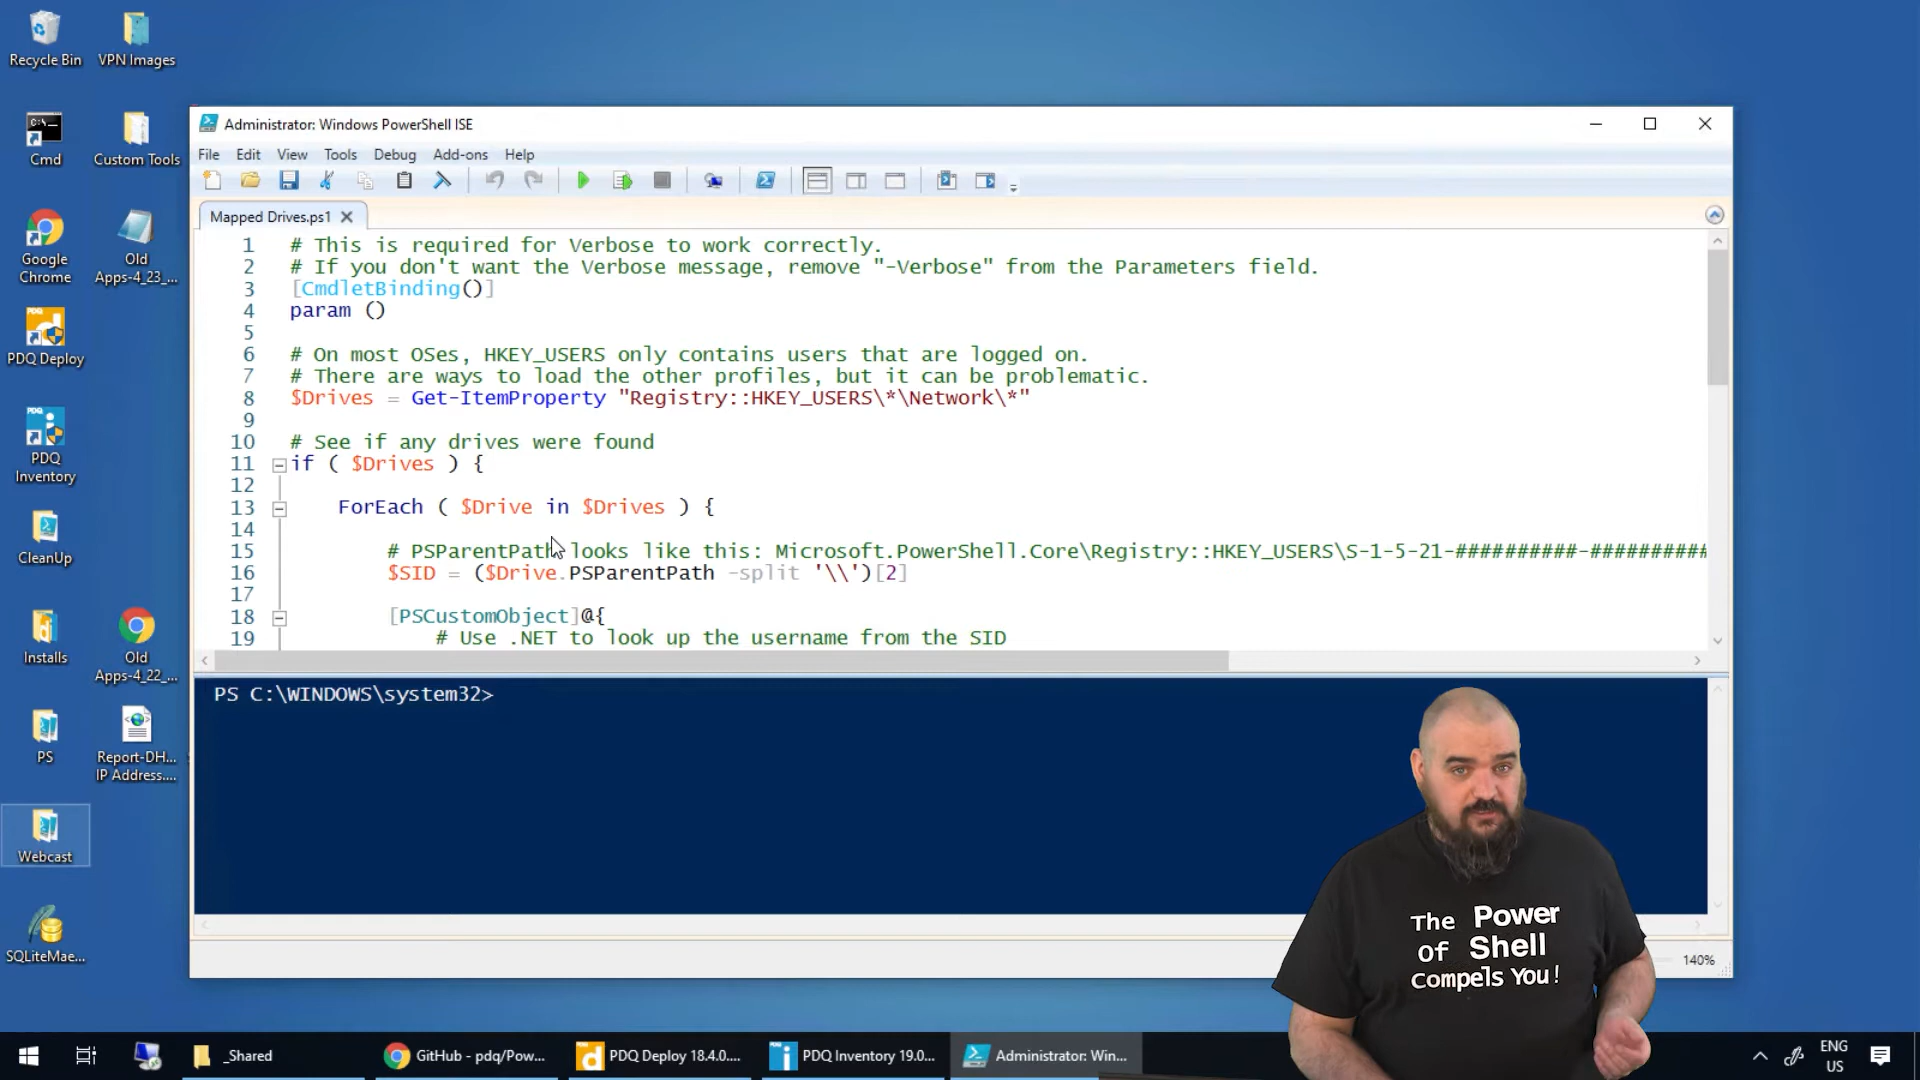 Recycle Bin
VPN Images
Cmd
Custom Tools
Google
Chrome
Old
Apps-4_23_...
PDQ Deploy
PDQ
Inventory
CleanUp
Installs
Old
Apps-4_22_...
PS
Report-DH...
IP Address....
Webcast
SQLiteMae...
Administrator: Windows PowerShell ISE
File Edit View Tools Debug Add-ons Help
Mapped Drives.ps1
1 # This is required for Verbose to work correctly.
2 # If you don't want the Verbose message, remove "-Verbose" from the Parameters field.
3 [CmdletBinding()]
4 param ()
5
6 # On most OSes, HKEY_USERS only contains users that are logged on.
7 # There are ways to load the other profiles, but it can be problematic.
8 $Drives = Get-ItemProperty "Registry::HKEY_USERS\*\Network\*"
9
10 # See if any drives were found
11 if ( $Drives ) {
12
13 ForEach ( $Drive in $Drives ) {
14
15 # PSParentPath looks like this: Microsoft.PowerShell.Core\Registry::HKEY_USERS\S-1-5-21-##########-##########
16 $SID = ($Drive.PSParentPath -split '\\')[2]
17
18 [PSCustomObject]@{
19 # Use .NET to look up the username from the SID
PS C:\WINDOWS\system32>
The Power
Of Shell
Compels You!
140%
_Shared
GitHub - pdq/Pow...
PDQ Deploy 18.4.0....
PDQ Inventory 19.0...
Administrator: Win...
ENG
US